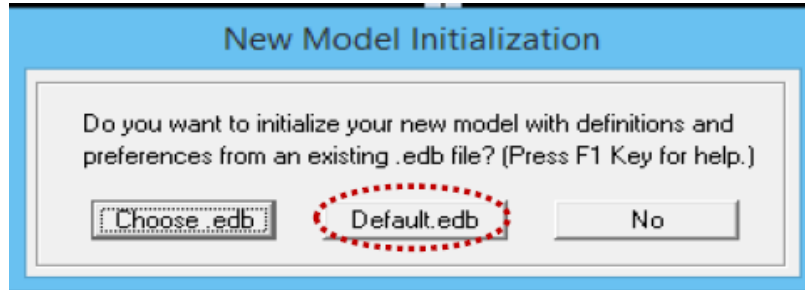 New Model Initialization
Do you want to initialize your new model with definitions and
preferences from an existing .edb file? (Press F1 Key for help.)
Choose .edb Default.edb No